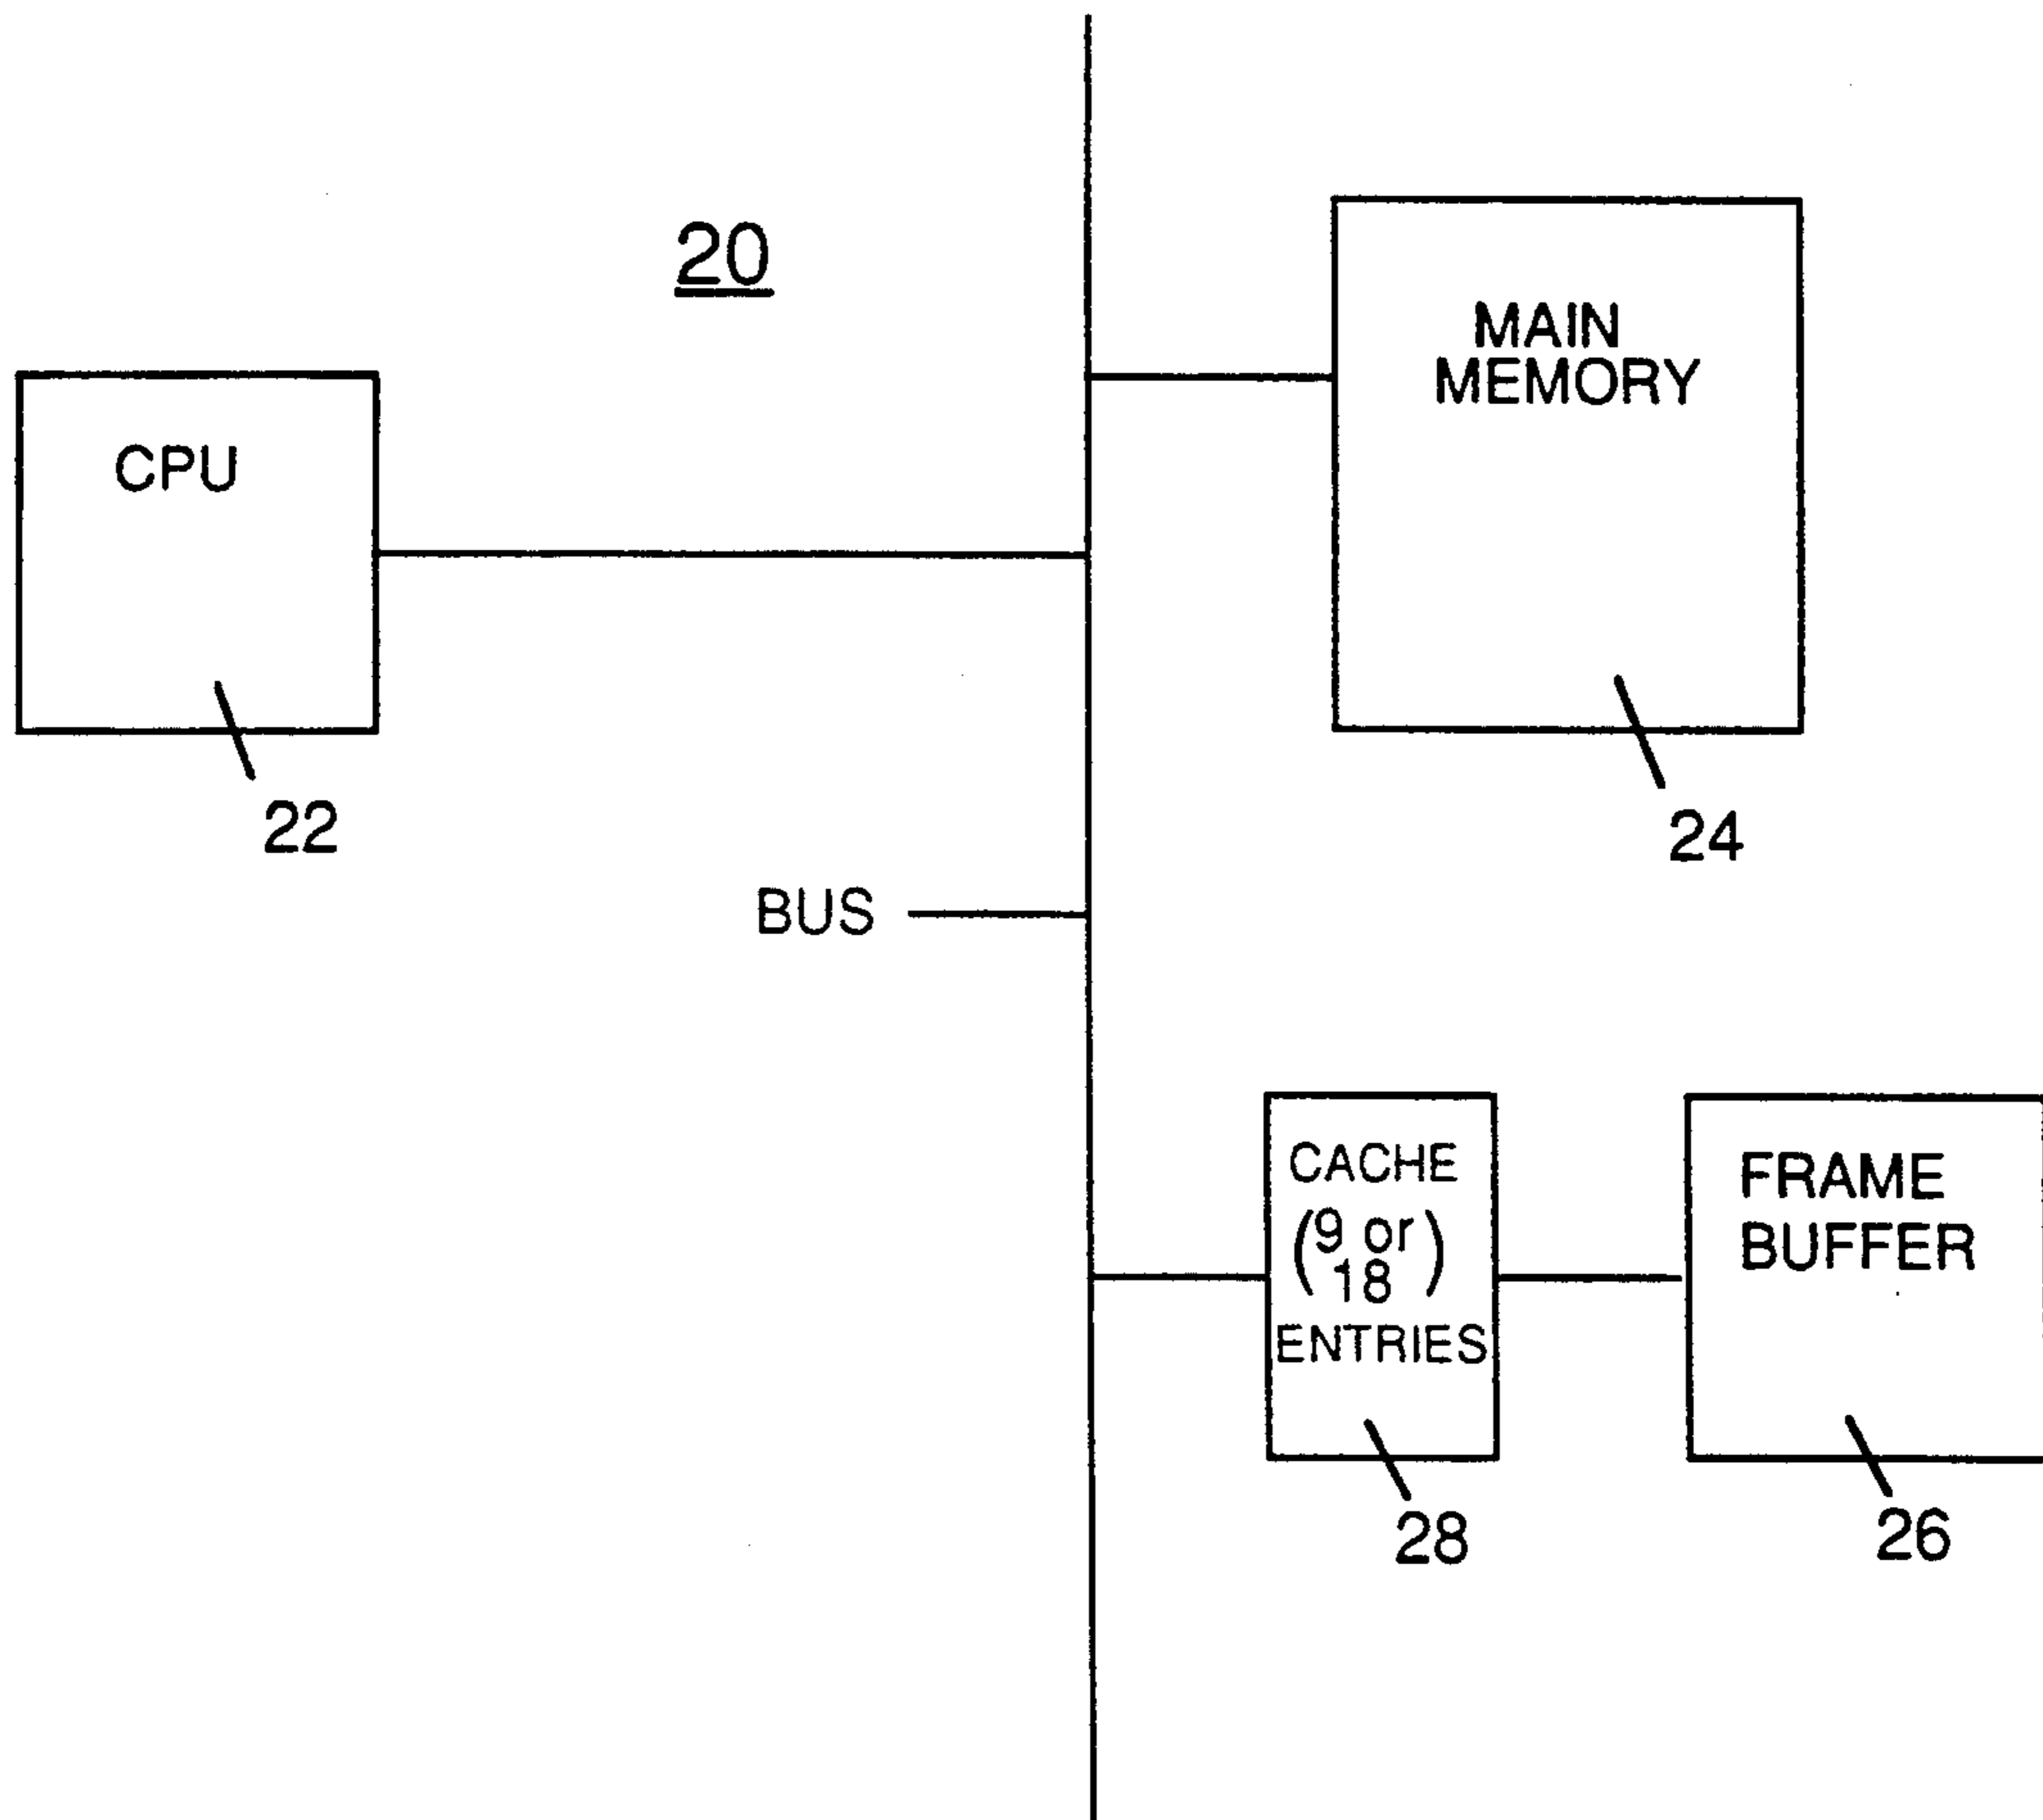 20
MAIN
MEMORY
CPU
22
24
BUS
CACHE
(9 or
18)
ENTRIES
FRAME
BUFFER
28
26